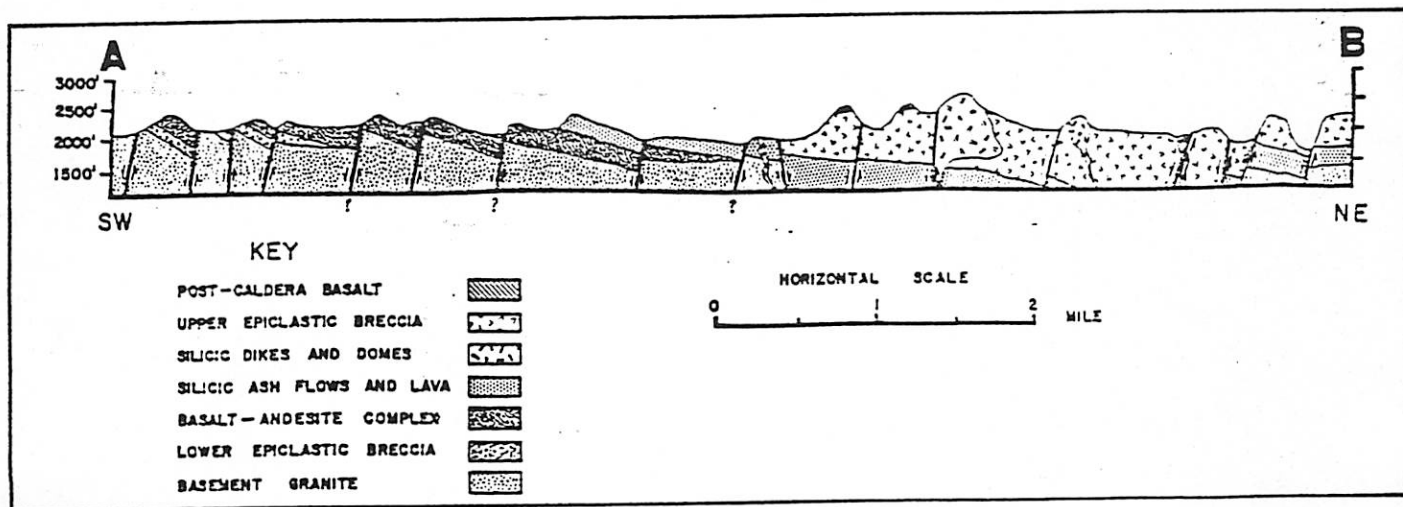 A B
3000'
2500'
2000'
1500'
? ? ?
SW NE
KEY
POST-CALDERA BASALT
UPPER EPICLASTIC BRECCIA
SILICIC DIKES AND DOMES
SILICIC ASH FLOWS AND LAVA
BASALT-ANDESITE COMPLEX
LOWER EPICLASTIC BRECCIA
BASEMENT GRANITE
HORIZONTAL SCALE
0 1 2
MILE